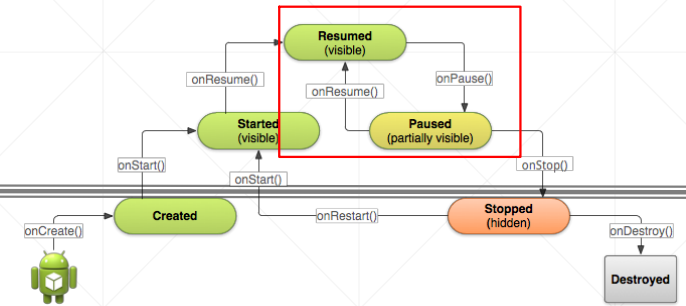 Resumed
(visible)
onResume()
onPause()
onResume()
Started
(visible)
Paused
(partially visible)
onStart()
onStart()
onStop()
Created
onRestart()
Stopped
(hidden)
onCreate()
onDestroy()
Destroyed